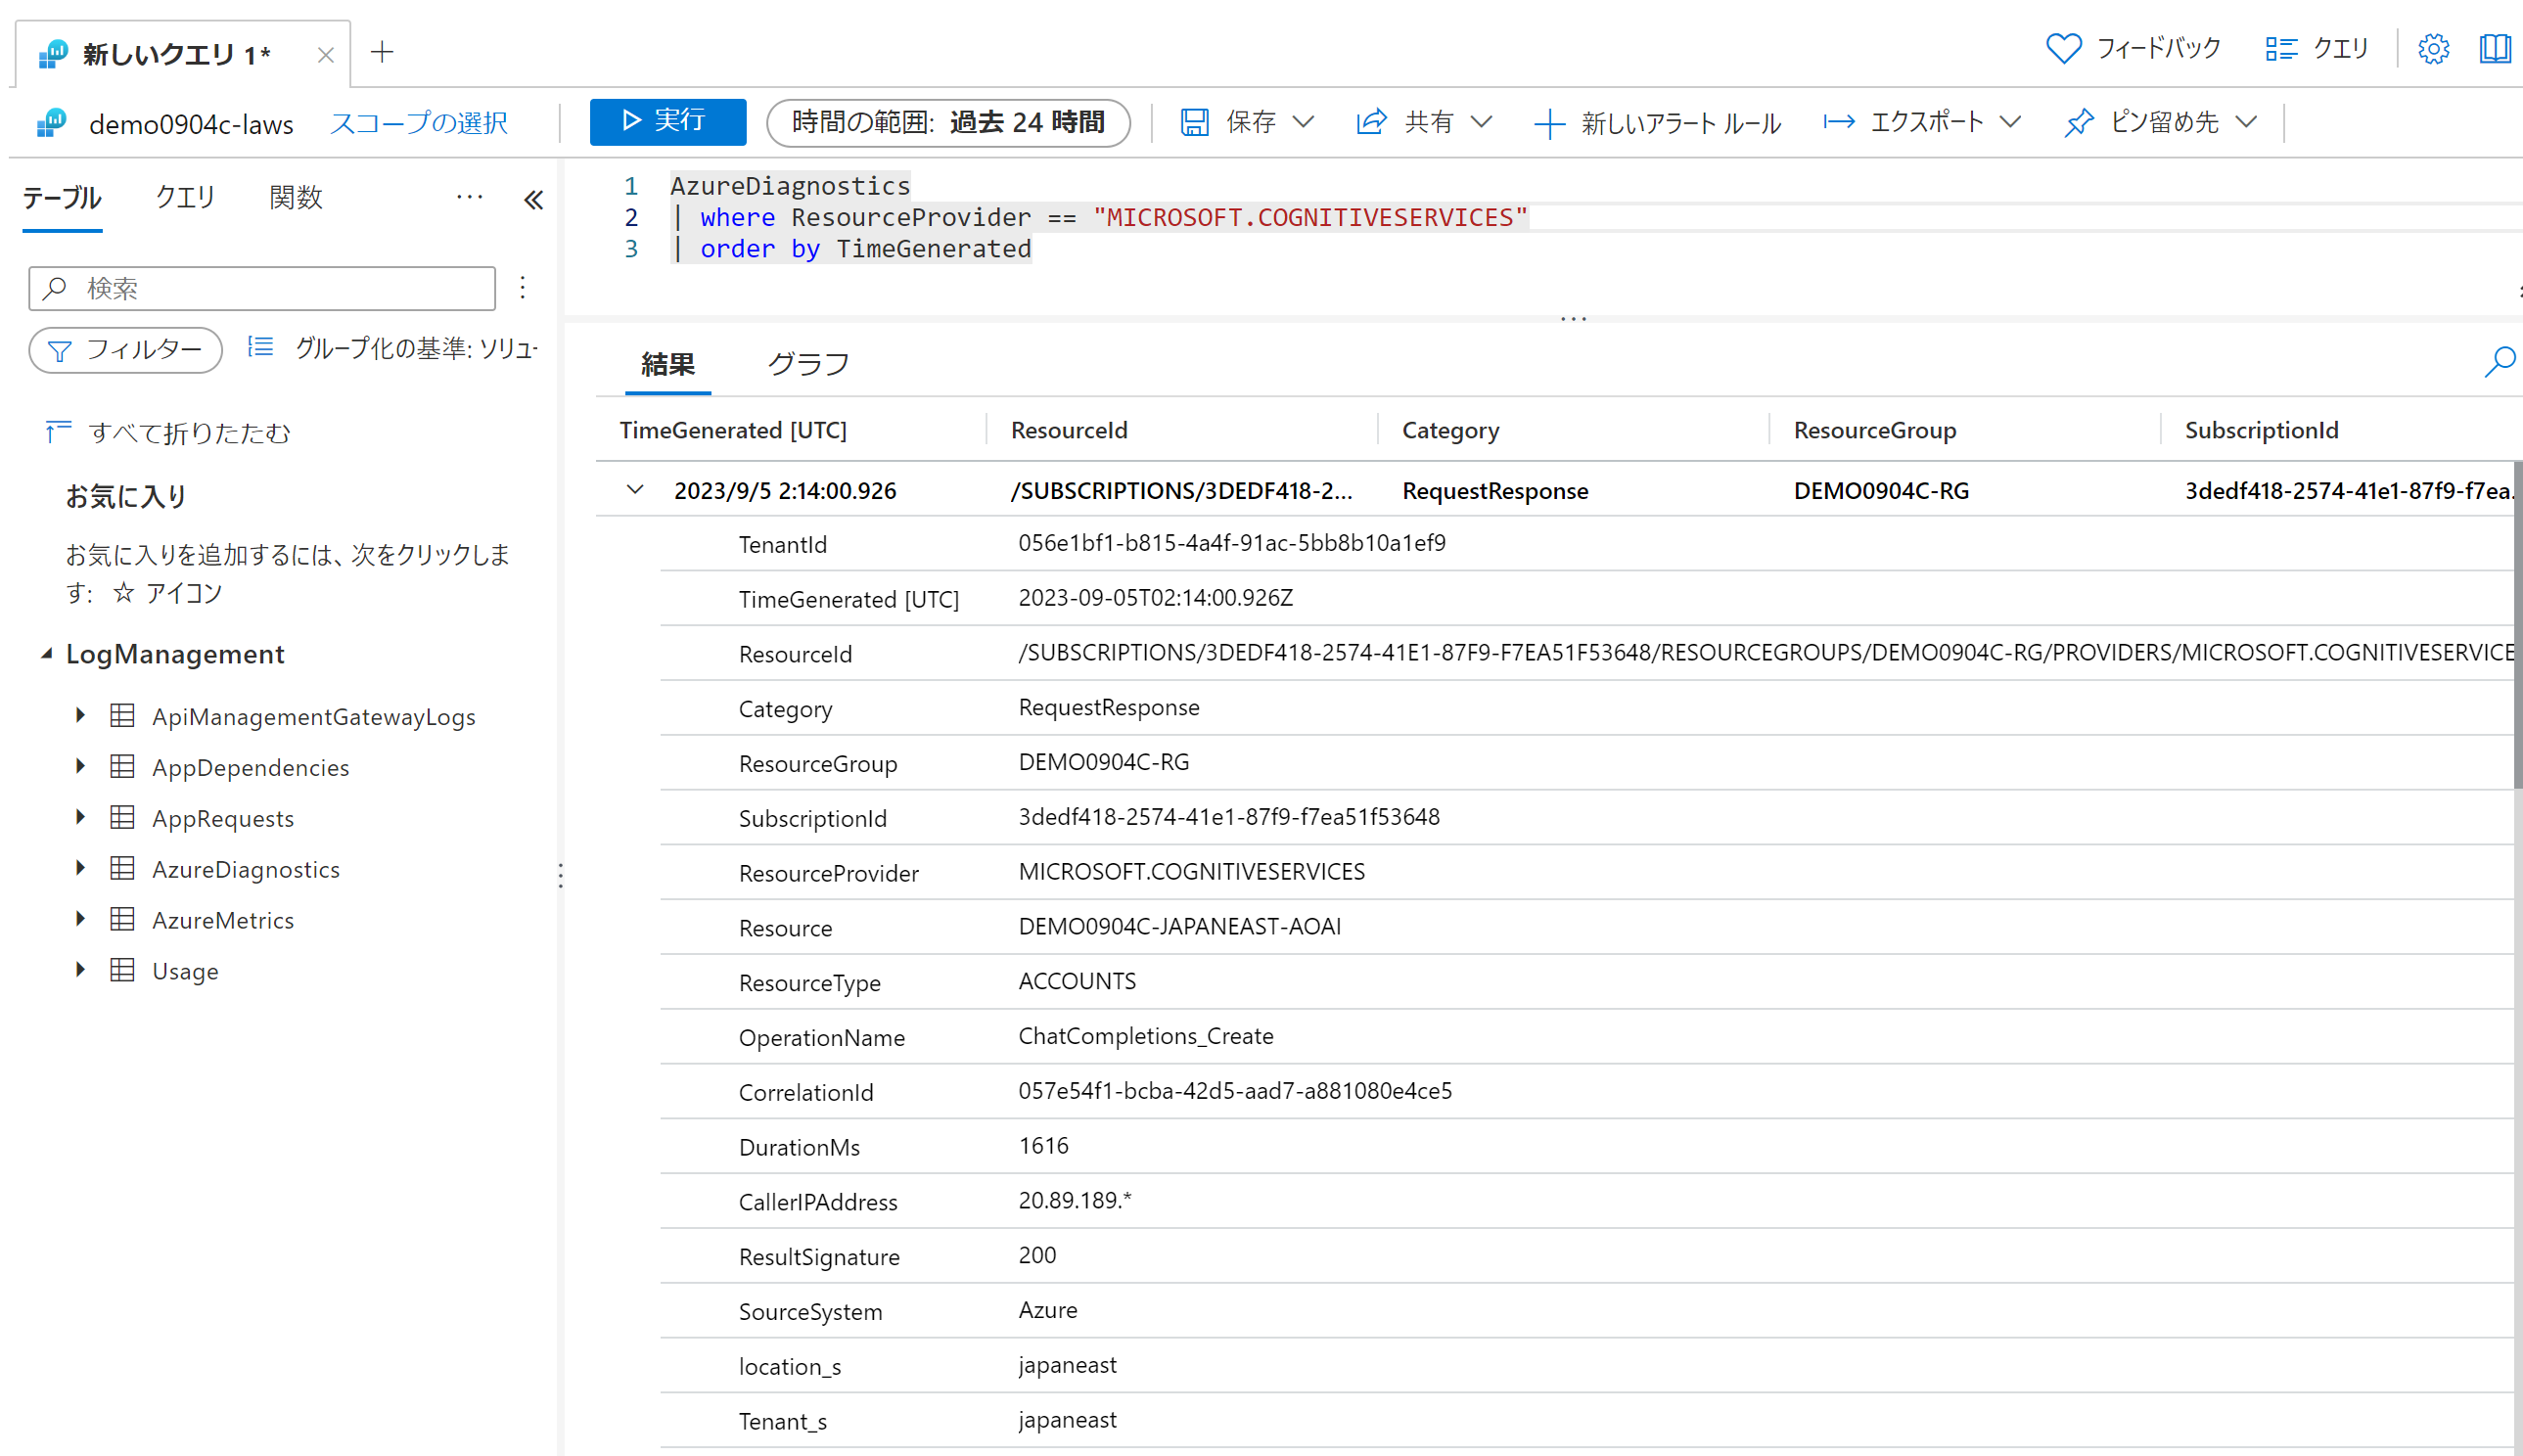 新しいクエリ 1*
フィードバック
クエリ
demo0904c-laws
スコープの選択
実行
時間の範囲: 過去 24 時間
保存
共有
新しいアラート ルール
エクスポート
ピン留め先
テーブル
クエリ
関数
検索
フィルター
グループ化の基準: ソリュ
すべて折りたたむ
お気に入り
お気に入りを追加するには、次をクリックしま
す: ☆ アイコン
LogManagement
ApiManagementGatewayLogs
AppDependencies
AppRequests
AzureDiagnostics
AzureMetrics
Usage
1 AzureDiagnostics
2 | where ResourceProvider == "MICROSOFT.COGNITIVESERVICES"
3 | order by TimeGenerated
結果
グラフ
TimeGenerated [UTC] ResourceId Category ResourceGroup SubscriptionId
2023/9/5 2:14:00.926 /SUBSCRIPTIONS/3DEDF418-2... RequestResponse DEMO0904C-RG 3dedf418-2574-41e1-87f9-f7ea.
TenantId 056e1bf1-b815-4a4f-91ac-5bb8b10a1ef9
TimeGenerated [UTC] 2023-09-05T02:14:00.926Z
ResourceId /SUBSCRIPTIONS/3DEDF418-2574-41E1-87F9-F7EA51F53648/RESOURCEGROUPS/DEMO0904C-RG/PROVIDERS/MICROSOFT.COGNITIVESERVICE
Category RequestResponse
ResourceGroup DEMO0904C-RG
SubscriptionId 3dedf418-2574-41e1-87f9-f7ea51f53648
ResourceProvider MICROSOFT.COGNITIVESERVICES
Resource DEMO0904C-JAPANEAST-AOAI
ResourceType ACCOUNTS
OperationName ChatCompletions_Create
CorrelationId 057e54f1-bcba-42d5-aad7-a881080e4ce5
DurationMs 1616
CallerIPAddress 20.89.189.*
ResultSignature 200
SourceSystem Azure
location_s japaneast
Tenant_s japaneast